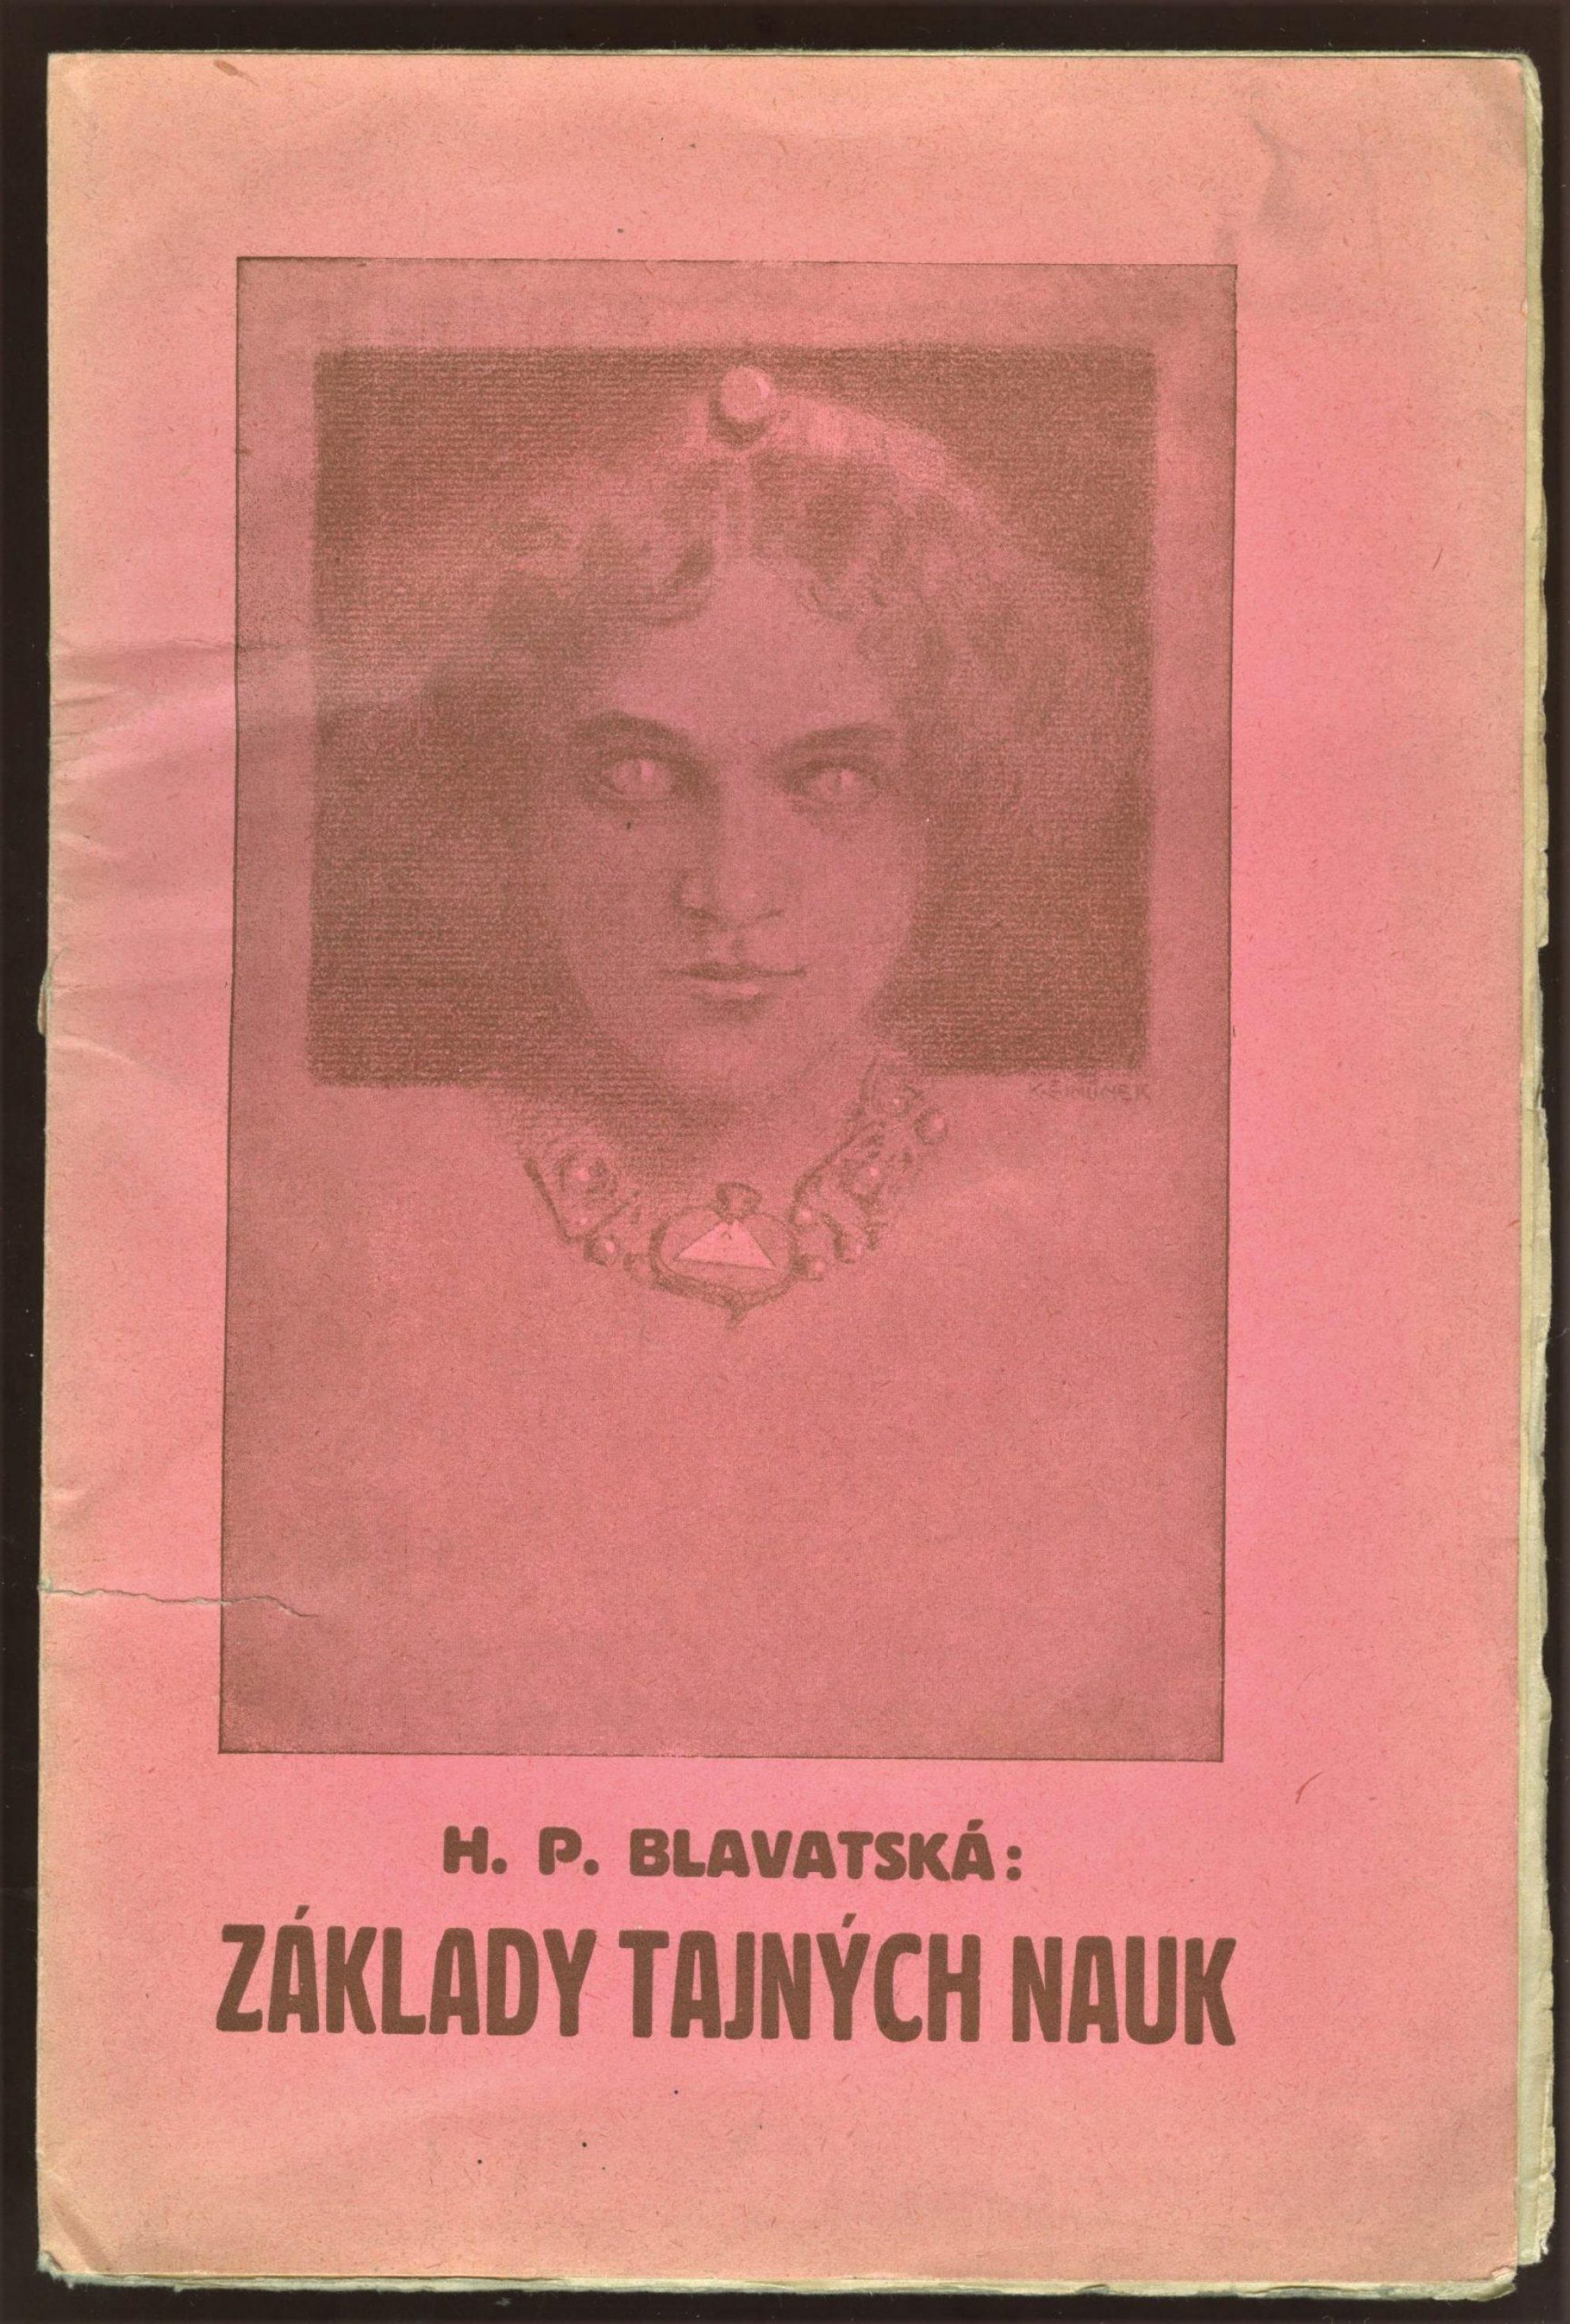 H. P. BLAVATSKÁ:
ZÁKLADY TAJNÝCH NAUK